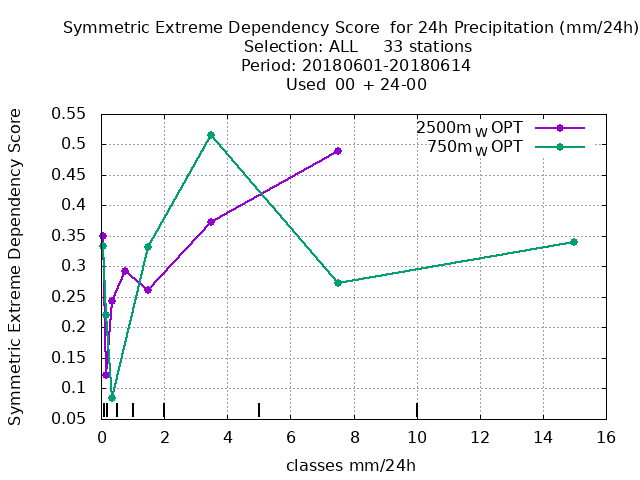 Symmetric Extreme Dependency Score  for 24h Precipitation (mm/24h)
Selection: ALL     33 stations
Period: 20180601-20180614
Used  00 + 24-00
Symmetric Extreme Dependency Score
0.55
0.5
0.45
0.4
0.35
0.3
0.25
0.2
0.15
0.1
0.05
2500m_W OPT
750m_W OPT
0 2 4 6 8 10 12 14 16
classes mm/24h